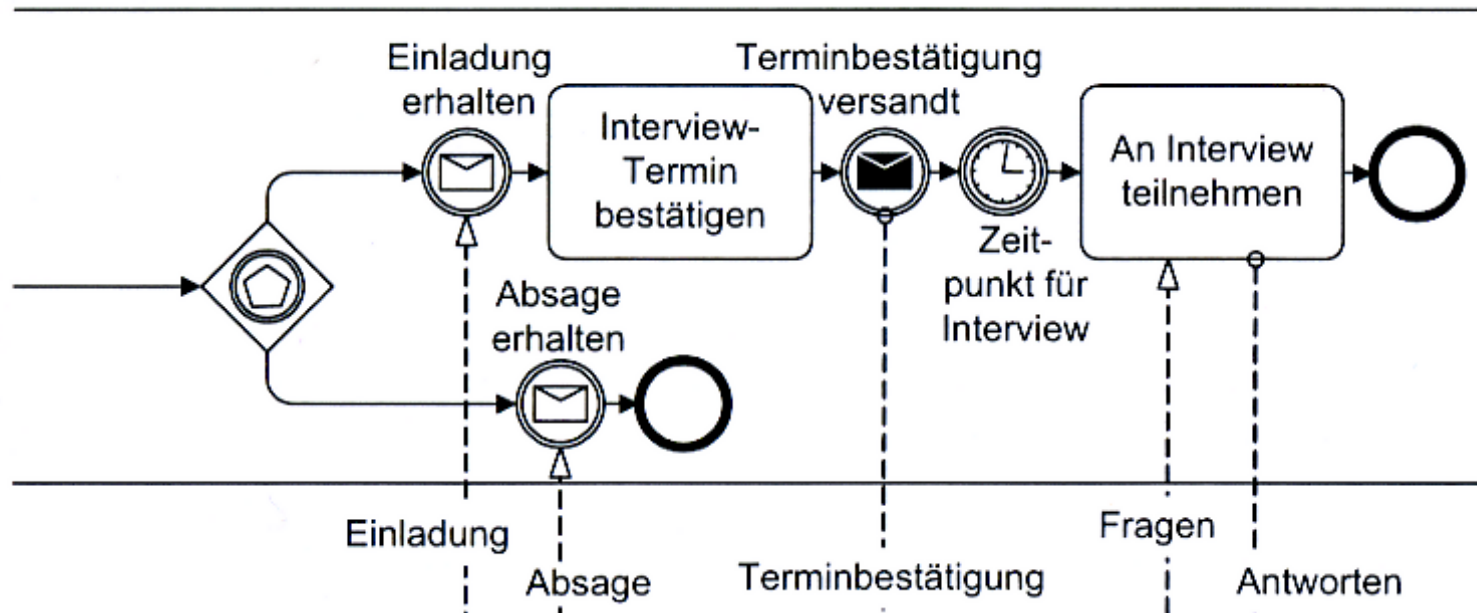 Einladung
erhalten
Interview-
Termin
bestätigen
Terminbestätigung
versandt
Zeit-
punkt für
Interview
An Interview
teilnehmen
Absage
erhalten
Einladung
Absage
Terminbestätigung
Fragen
Antworten